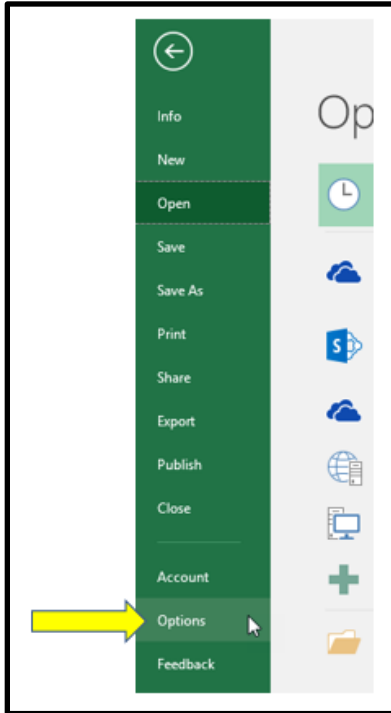 Info
Op
New
Open
Save
Save As
Print
S
Share
Export
Publish
Close
Account
Options
Feedback